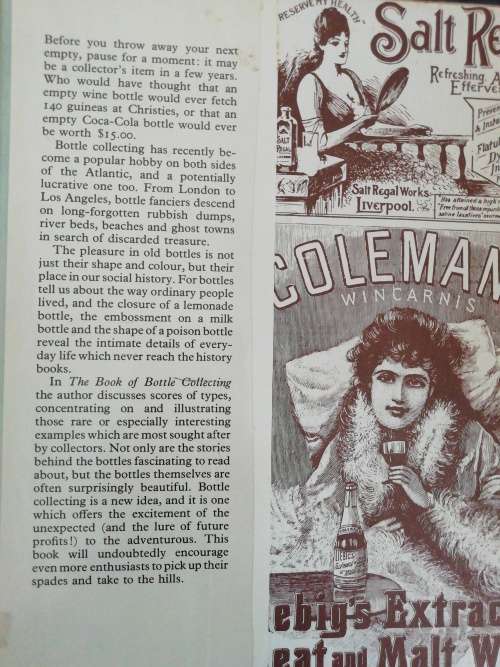 Before you throw away your next
empty, pause for a moment: it may
be a collector's item in a few years.
Who would have thought that an
empty wine bottle would ever fetch
140 guineas at Christies, or that an
empty Coca-Cola bottle would ever
be worth $15.00.
Bottle collecting has recently be-
come a popular hobby on both sides
of the Atlantic, and a potentially
lucrative one too. From London to
Los Angeles, bottle fanciers descend
on long-forgotten rubbish dumps,
river beds, beaches and ghost towns
in search of discarded treasure.
The pleasure in old bottles is not
just their shape and colour, but their
place in our social history. For bottles
tell us about the way ordinary people
lived, and the closure of a lemonade
bottle, the embossment on a milk
bottle and the shape of a poison bottle
reveal the intimate details of every-
day life which never reach the history
books.
In The Book of Bottle Collecting
the author discusses scores of types,
concentrating on and illustrating
those rare or especially interesting
examples which are most sought after
by collectors. Not only are the stories
behind the bottles fascinating to read
about, but the bottles themselves are
often surprisingly beautiful. Bottle
collecting is a new idea, and it is one
which offers the excitement of the
unexpected (and the lure of future
profits!) to the adventurous. This
book will undoubtedly encourage
even more enthusiasts to pick up their
spades and take to the hills.
RESERVE MY HEALTH
Salt Re
Refreshing
Efferve
SALT
REGAL
Salt Regal Works
Liverpool.
Has attained a high
COLEMAN
WINCARNIS
ebig's Extrac
eat and Malt W